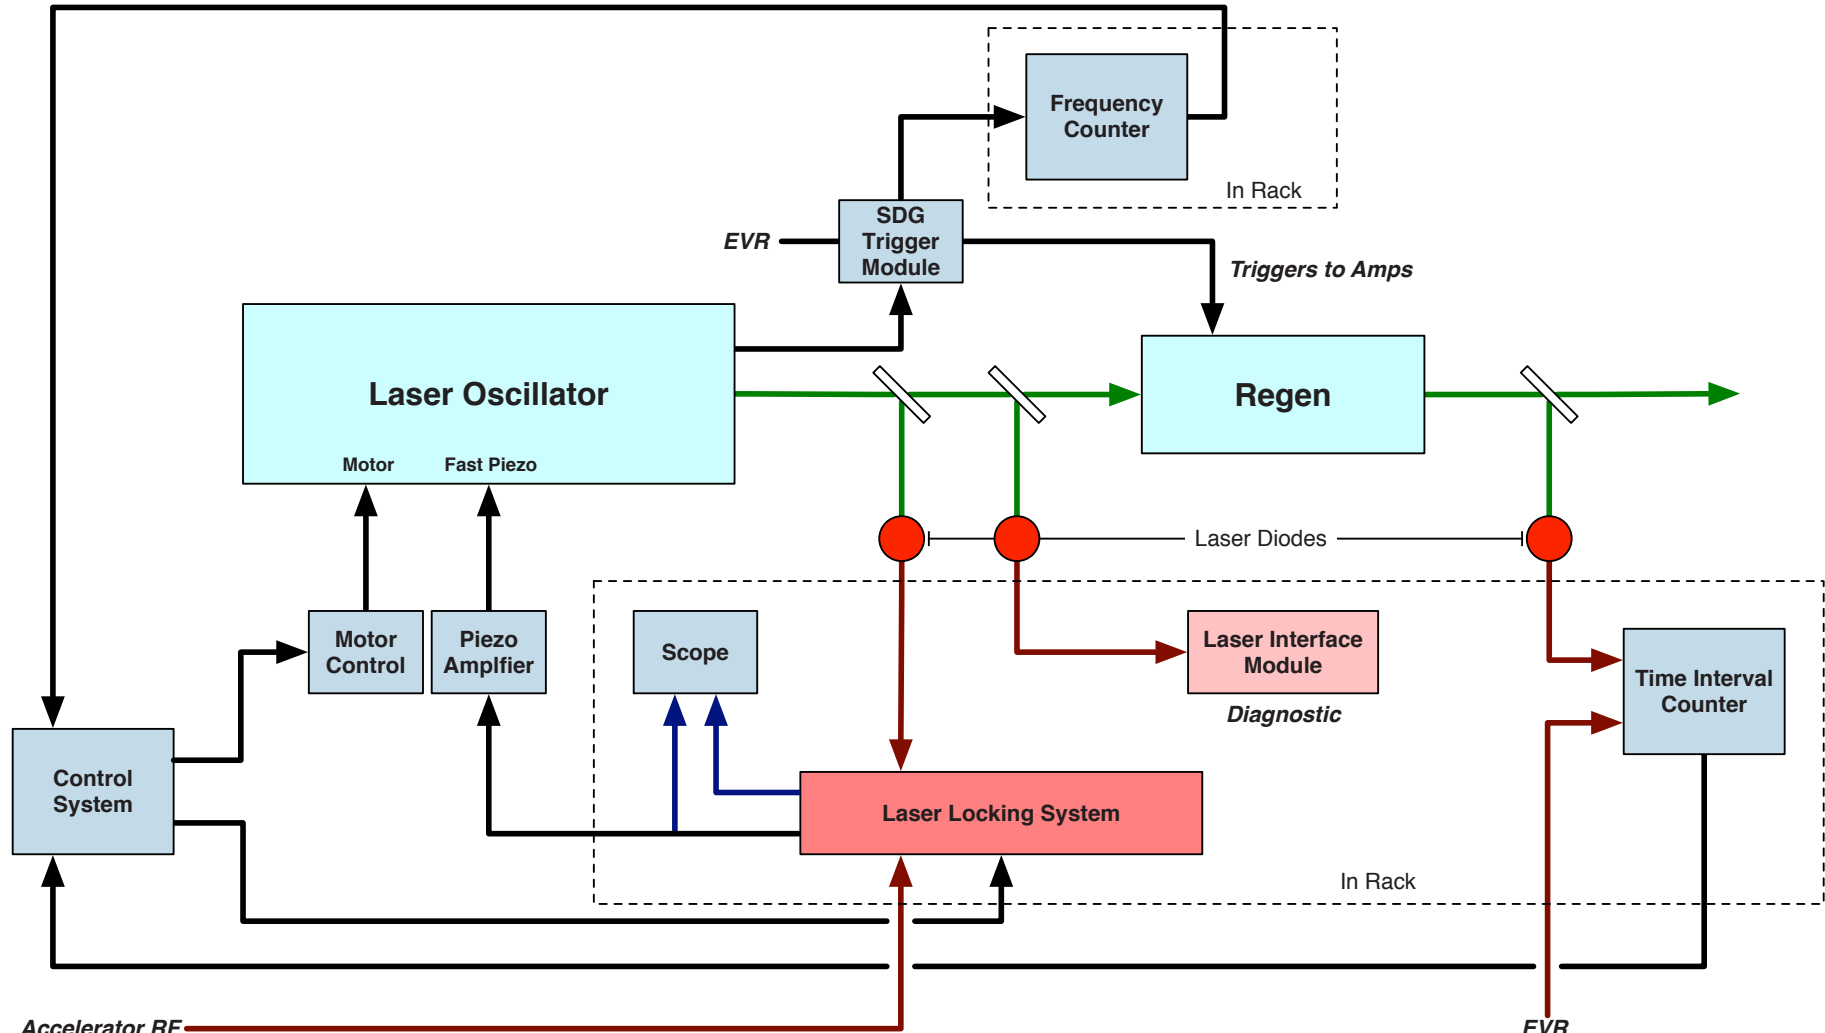 Frequency
Counter
In Rack
SDG
Trigger
Module
EVR
Triggers to Amps
Laser Oscillator
Regen
Motor
Fast Piezo
Laser Diodes
Motor
Control
Piezo
Amplfier
Scope
Laser Interface
Module
Diagnostic
Time Interval
Counter
Control
System
Laser Locking System
In Rack
Accelerator RF
EVR